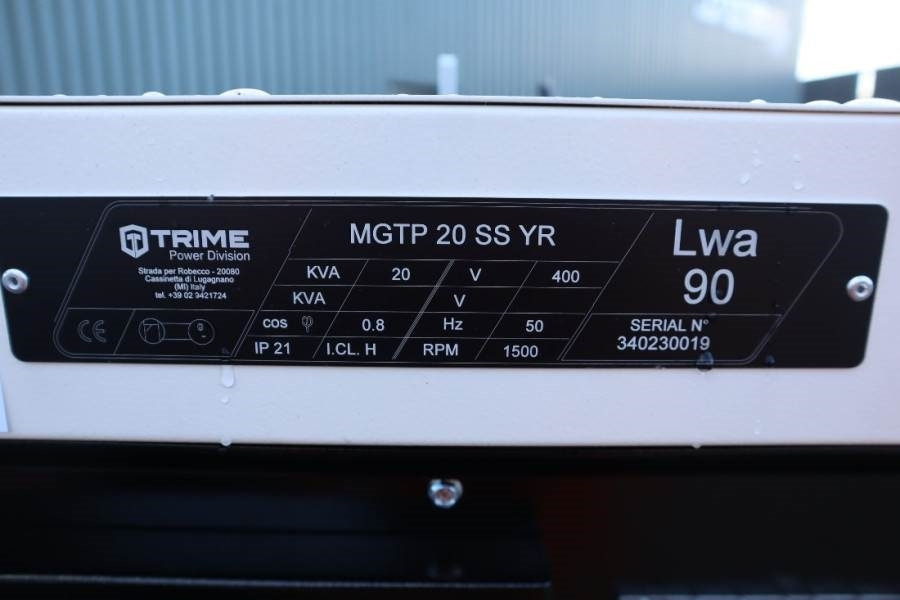 TRIME
Power Division
Strada per Robecco - 20080
Cassinetta di Lugagnano
(MI) Italy
tel. +39 02 9421724
CE
MGTP 20 SS YR
KVA 20 V 400
KVA V
COS φ 0.8 Hz 50
IP 21 I.CL. H RPM 1500
Lwa
90
SERIAL N°
340230019